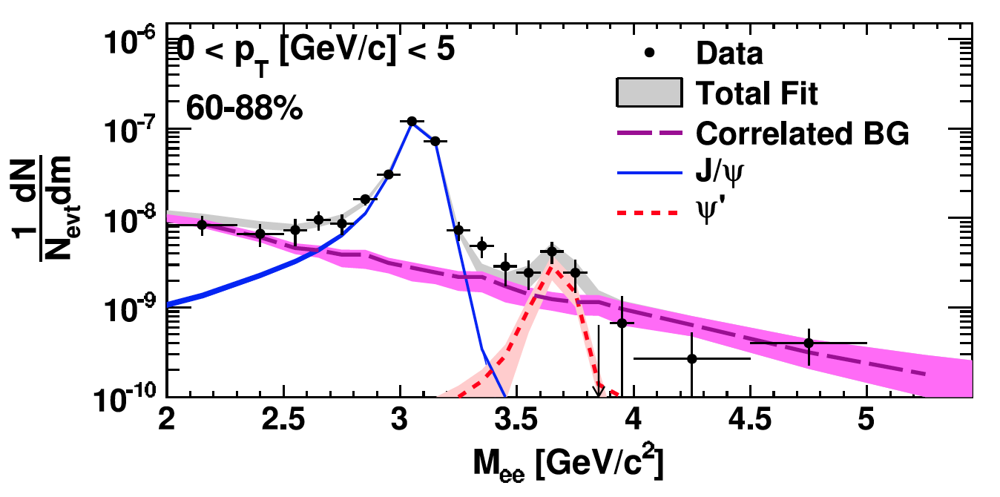 0 < p_T [GeV/c] < 5
60-88%
Data
Total Fit
Correlated BG
J/ψ
ψ'
1 dN
N_evt dm
10^-6
10^-7
10^-8
10^-9
10^-10
2 2.5 3 3.5 4 4.5 5
M_ee [GeV/c^2]